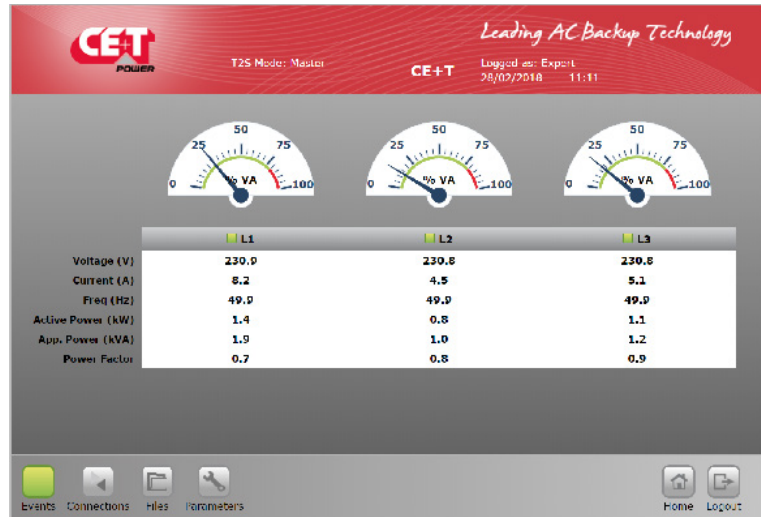 CE+T
POWER
Leading AC Backup Technology
T2S Mode: Master
CE+T
Logged as: Expert
28/02/2018 11:11
0 25 50 75 100
% VA
0 25 50 75 100
% VA
0 25 50 75 100
% VA
L1 L2 L3
Voltage (V) 230.9 230.8 230.8
Current (A) 8.2 4.5 5.1
Freq (Hz) 49.9 49.9 49.9
Active Power (kW) 1.4 0.8 1.1
App. Power (kVA) 1.9 1.0 1.2
Power Factor 0.7 0.8 0.9
Events Connections Files Parameters Home Logout